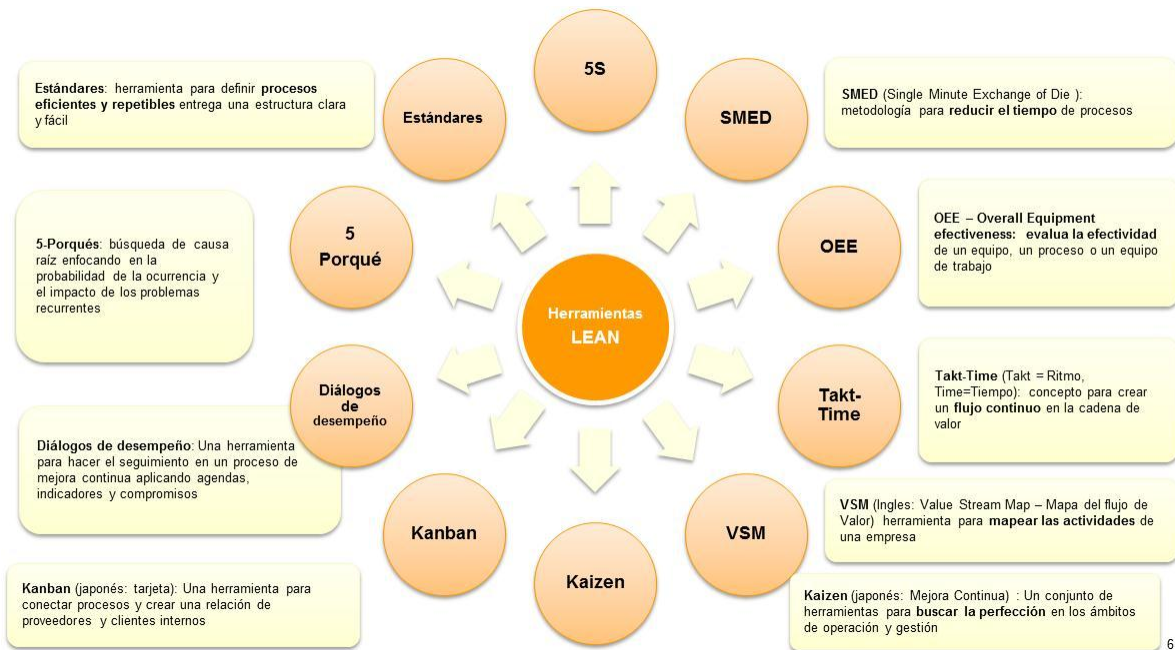 5S
Estándares: herramienta para definir procesos
eficientes y repetibles entrega una estructura clara
y fácil
Estándares
SMED
SMED (Single Minute Exchange of Die ):
metodología para reducir el tiempo de procesos
5-Porqués: búsqueda de causa
raíz enfocando en la
probabilidad de la ocurrencia y
el impacto de los problemas
recurrentes
5
Porqué
OEE
OEE – Overall Equipment
efectiveness: evalua la efectividad
de un equipo, un proceso o un equipo
de trabajo
Herramientas
LEAN
Diálogos
de
desempeño
Takt-
Time
Takt-Time (Takt = Ritmo,
Time=Tiempo): concepto para crear
un flujo continuo en la cadena de
valor
Diálogos de desempeño: Una herramienta
para hacer el seguimiento en un proceso de
mejora continua aplicando agendas,
indicadores y compromisos
Kanban
Kaizen
VSM
VSM (Ingles: Value Stream Map – Mapa del flujo de
Valor) herramienta para mapear las actividades de
una empresa
Kanban (japonés: tarjeta): Una herramienta para
conectar procesos y crear una relación de
proveedores y clientes internos
Kaizen (japonés: Mejora Continua) : Un conjunto de
herramientas para buscar la perfección en los ámbitos
de operación y gestión
6